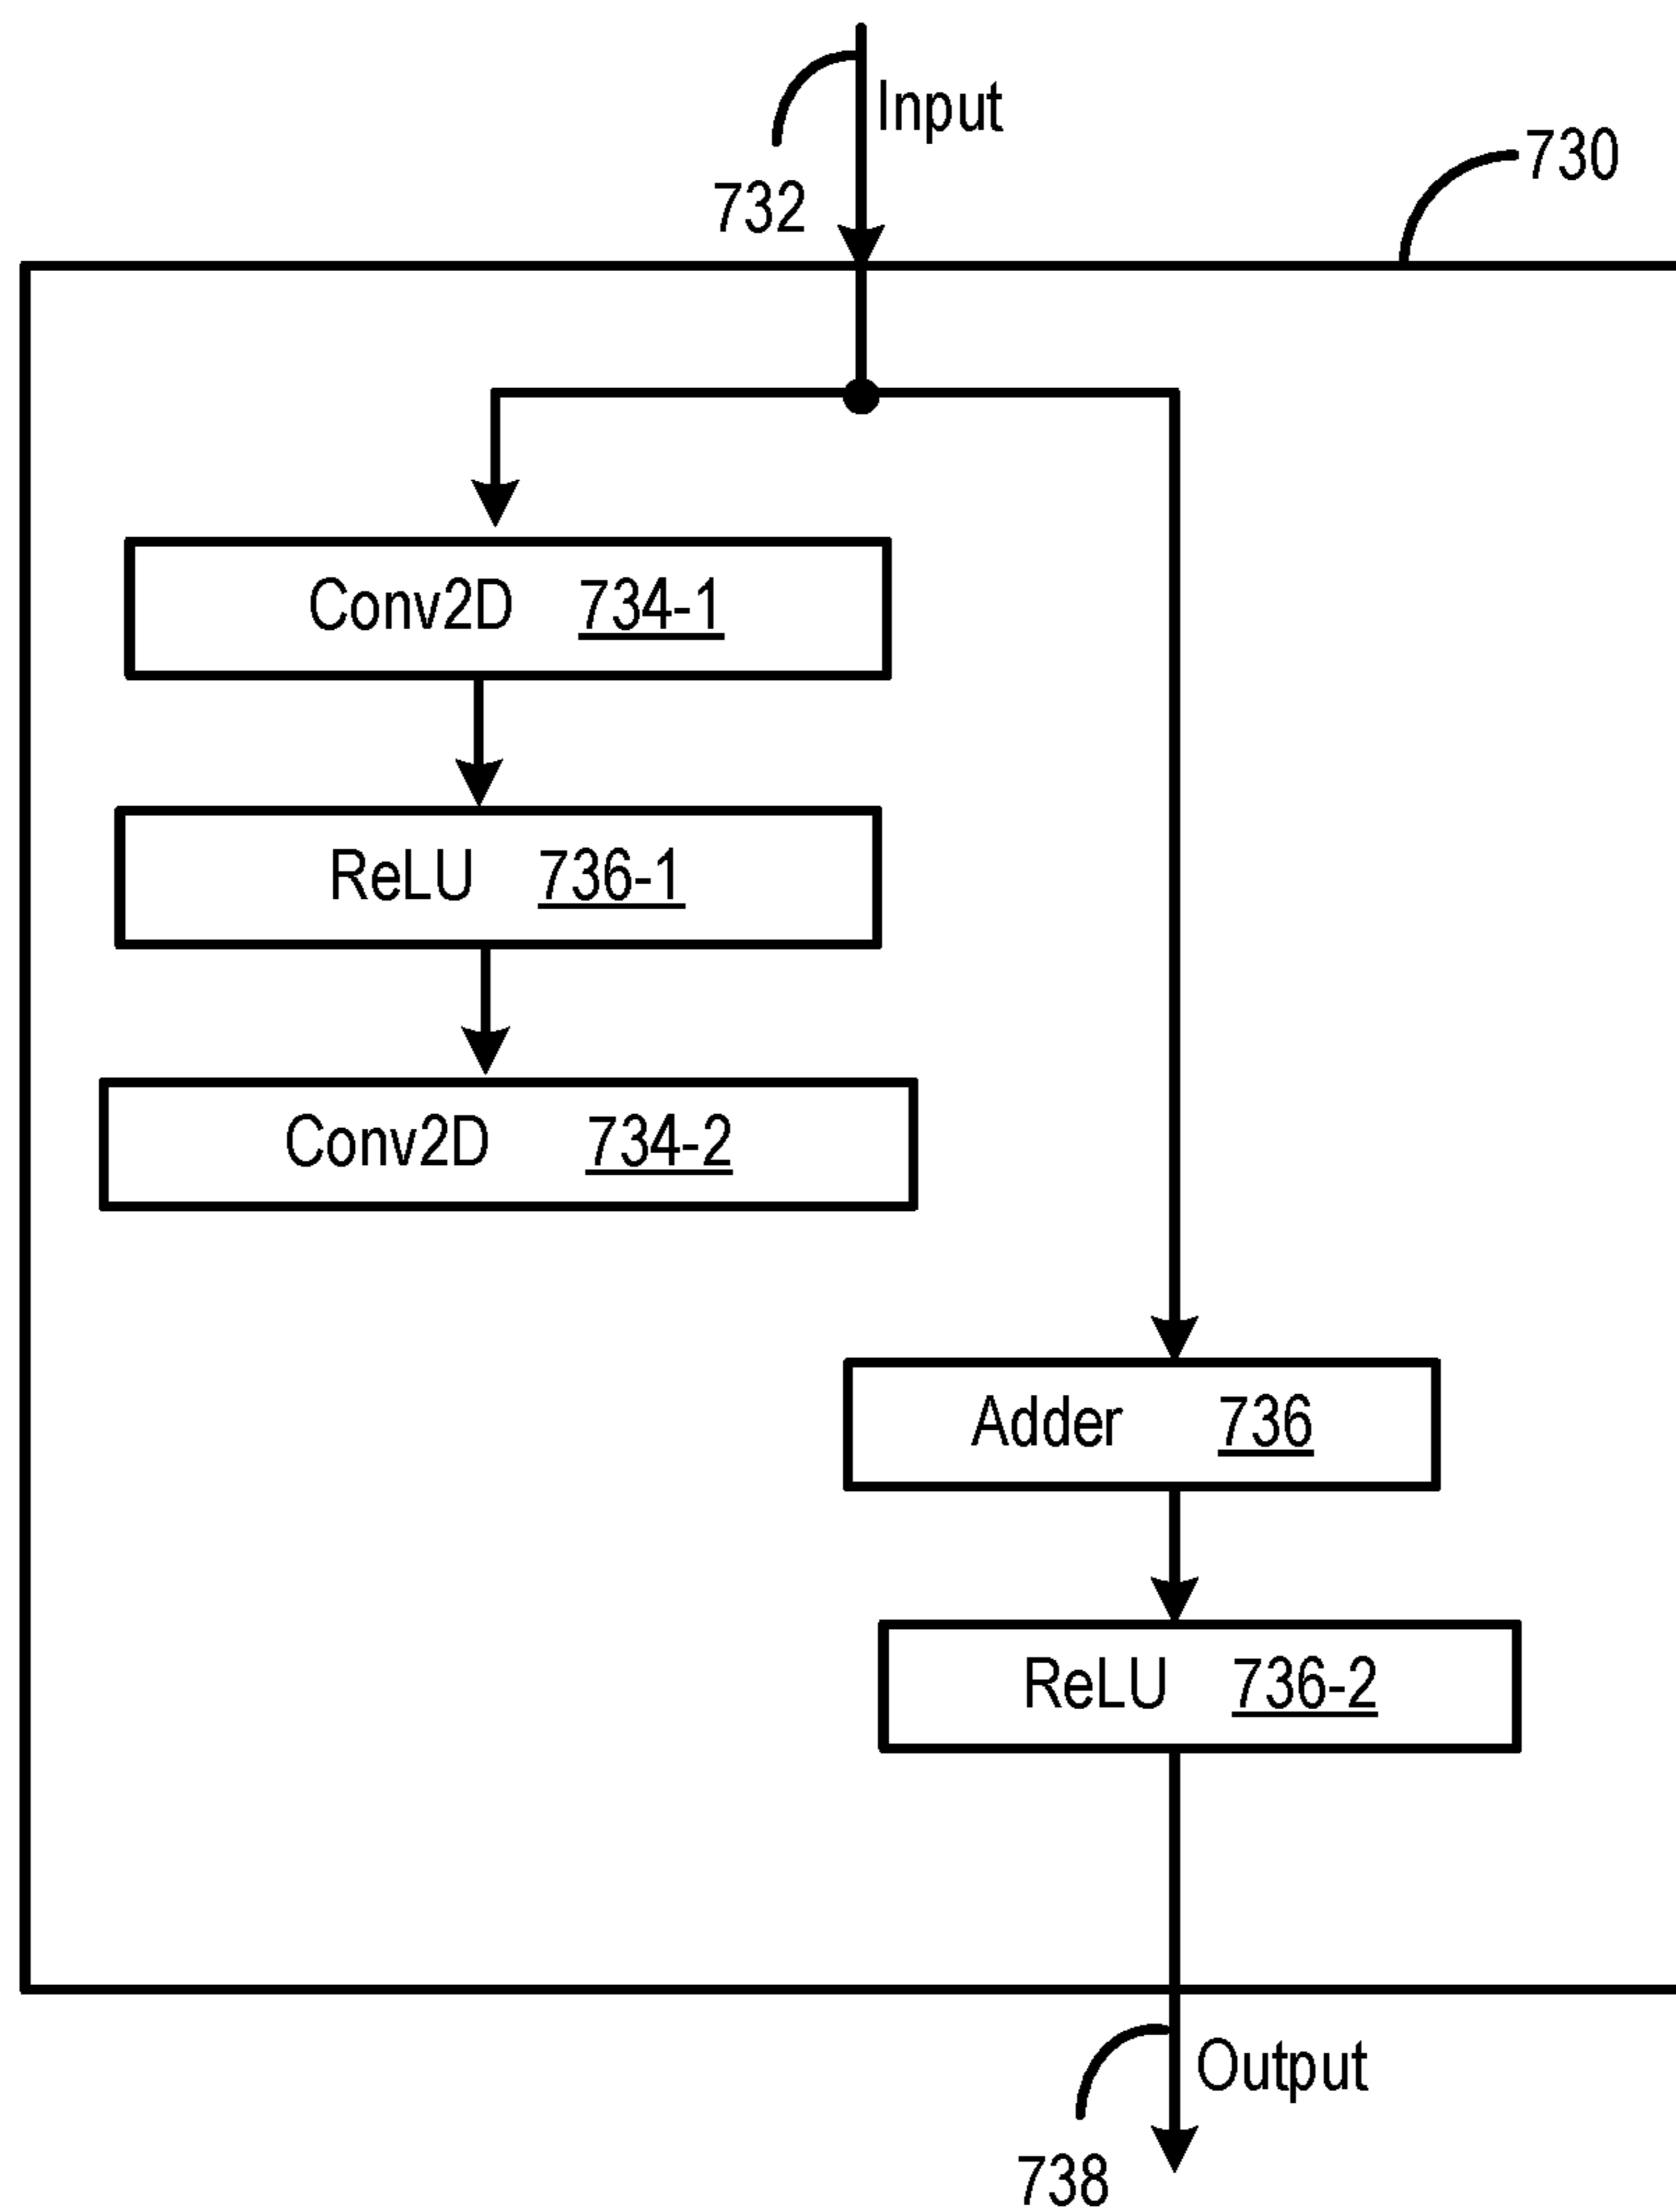 Input
730
732
Conv2D 734-1
ReLU 736-1
Conv2D 734-2
Adder 736
ReLU 736-2
Output
738